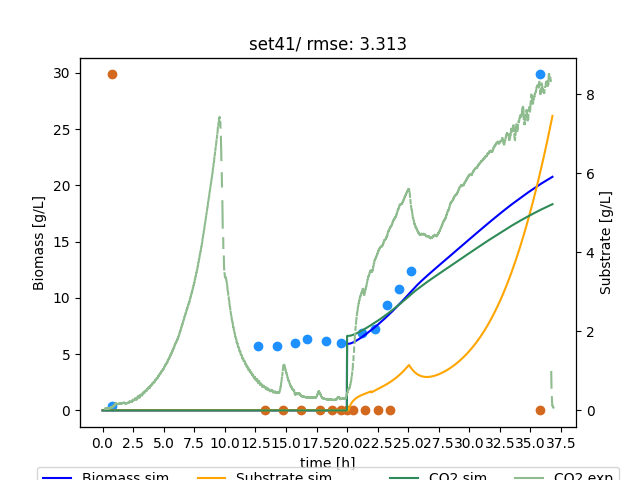 set41/ rmse: 3.313
30
25
20
15
10
5
0
Biomass [g/L]
8
6
4
2
0
Substrate [g/L]
0.0 2.5 5.0 7.5 10.0 12.5 15.0 17.5 20.0 22.5 25.0 27.5 30.0 32.5 35.0 37.5
time [h]
Biomass sim Substrate sim CO2 sim CO2 exp